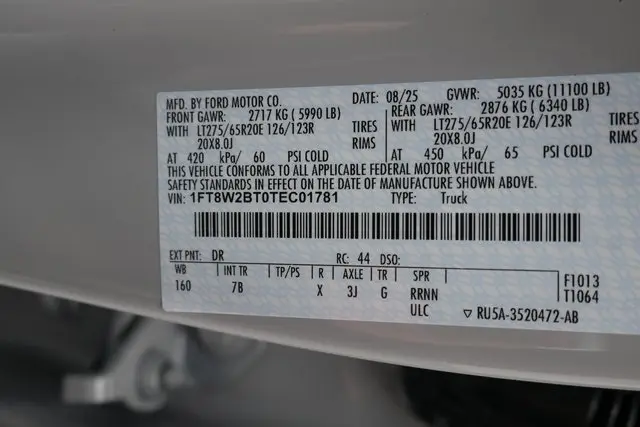 MFD. BY FORD MOTOR CO. DATE: 08/25 GVWR: 5035 KG (11100 LB)
FRONT GAWR: 2717 KG ( 5990 LB) REAR GAWR: 2876 KG ( 6340 LB)
WITH LT275/65R20E 126/123R TIRES WITH LT275/65R20E 126/123R TIRES
20X8.0J RIMS 20X8.0J RIMS
AT 420 kPa/ 60 PSI COLD AT 450 kPa/ 65 PSI COLD
THIS VEHICLE CONFORMS TO ALL APPLICABLE FEDERAL MOTOR VEHICLE
SAFETY STANDARDS IN EFFECT ON THE DATE OF MANUFACTURE SHOWN ABOVE.
VIN: 1FT8W2BT0TEC01781 TYPE: Truck
EXT PNT: DR RC: 44 DSO:
WB INT TR TP/PS R AXLE TR SPR F1013
160 7B X 3J G RRNN T1064
ULC ▽ RU5A-3520472-AB